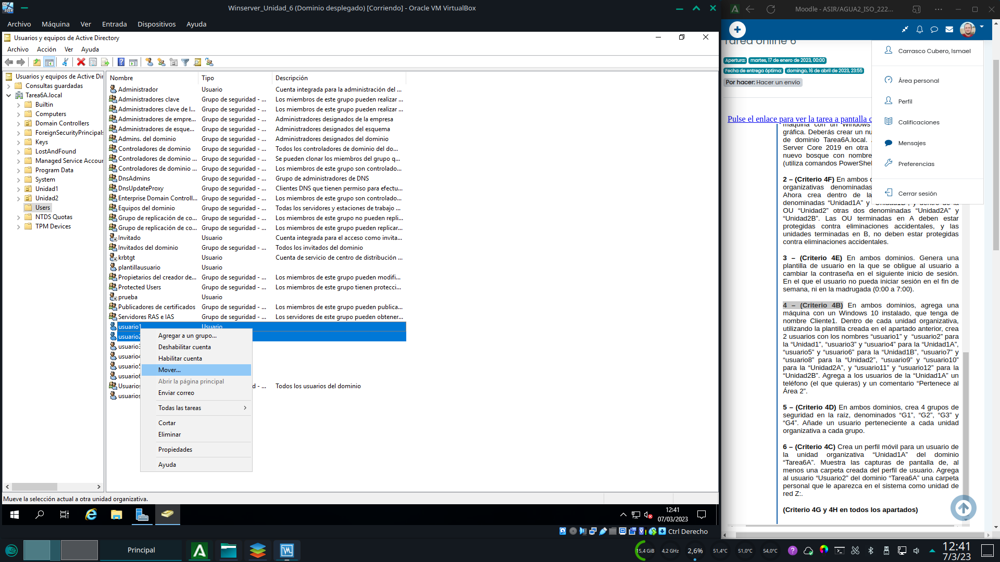 Winserver_Unidad_6 (Dominio desplegado) [Corriendo] - Oracle VM VirtualBox
Archivo Máquina Ver Entrada Dispositivos Ayuda
Usuarios y equipos de Active Directory
Archivo Acción Ver Ayuda
Usuarios y equipos de Active Dir
Consultas guardadas
Tarea6A.local
Builtin
Computers
Domain Controllers
ForeignSecurityPrincipals
Keys
LostAndFound
Managed Service Accour
Program Data
System
Unidad1
Unidad2
Users
NTDS Quotas
TPM Devices
Nombre Tipo Descripción
Administrador Usuario Cuenta integrada para la administración del ...
Administradores clave Grupo de seguridad - ... Los miembros de este grupo pueden realizar ...
Administradores clave de l... Grupo de seguridad - ... Los miembros de este grupo pueden realizar ...
Administradores de empre... Grupo de seguridad - ... Administradores designados de la empresa
Administradores de esque... Grupo de seguridad - ... Administradores designados del esquema
Admins. del dominio Grupo de seguridad - ... Administradores designados del dominio
Controladores de dominio Grupo de seguridad - ... Todos los controladores de dominio del do...
Controladores de dominio ... Grupo de seguridad - ... Se pueden clonar los miembros del grupo q...
Controladores de dominio ... Grupo de seguridad - ... Los miembros de este grupo son controlado...
DnsAdmins Grupo de seguridad - ... Grupo de administradores de DNS
DnsUpdateProxy Grupo de seguridad - ... Clientes DNS que tienen permiso para efectu...
Enterprise Domain Controll... Grupo de seguridad - ... Los miembros de este grupo son controlado...
Equipos del dominio Grupo de seguridad - ... Todas los servidores y estaciones de trabajo ...
Grupo de replicación de co... Grupo de seguridad - ... Los miembros de este grupo no pueden repli...
Grupo de replicación de co... Grupo de seguridad - ... Los miembros de este grupo pueden replicar...
Invitado Usuario Cuenta integrada para el acceso como invita...
Invitados del dominio Grupo de seguridad - ... Todos los invitados del dominio
krbtgt Usuario Cuenta de servicio de centro de distribución ...
plantillausuario Usuario
Propietarios del creador de... Grupo de seguridad - ... Los miembros de este grupo pueden modifi...
Protected Users Grupo de seguridad - ... Los miembros de este grupo tienen protecci...
prueba Usuario
Publicadores de certificados Grupo de seguridad - ... Los miembros de este grupo pueden publica...
Servidores RAS e IAS Grupo de seguridad - ... Los servidores de este grupo pueden obtener...
usuario1 Usuario
usuario2
usuario3
usuario4
usuario5
usuario6
Usuarios d - ... Todos los usuarios del dominio
usuarios
Agregar a un grupo...
Deshabilitar cuenta
Habilitar cuenta
Mover...
Abrir la página principal
Enviar correo
Todas las tareas
Cortar
Eliminar
Propiedades
Ayuda
Mueve la selección actual a otra unidad organizativa.
12:41
07/03/2023
Ctrl Derecho
Moodle - ASIR/AGUA2_ISO_222...
Tarea online 6
Apertura: martes, 17 de enero de 2023, 00:00
Fecha de entrega óptima: domingo, 16 de abril de 2023, 23:55
Por hacer: Hacer un envío
Carrasco Cubero, Ismael
Área personal
Perfil
Calificaciones
Mensajes
Preferencias
Cerrar sesión
Pulse el enlace para ver la tarea a pantalla c
máquina con un Windows
gráfica. Deberás crear un nu
de dominio Tarea6A.local.
Server Core 2019 en otra
nuevo bosque con nombre
(utiliza comandos PowerShel
2 – (Criterio 4F) En ambos
organizativas denominadas
Ahora crea dentro de la
denominadas “Unidad1A” y “Unidad1B”, y dentro de la
OU “Unidad2” otras dos denominadas “Unidad2A” y
“Unidad2B”. Las OU terminadas en A deben estar
protegidas contra eliminaciones accidentales, y las
unidades terminadas en B, no deben estar protegidas
contra eliminaciones accidentales.
3 – (Criterio 4E) En ambos dominios. Genera una
plantilla de usuario en la que se obligue al usuario a
cambiar la contraseña en el siguiente inicio de sesión.
En el que el usuario no pueda iniciar sesión en el fin de
semana, ni en la madrugada (0:00 a 7:00).
4 – (Criterio 4B) En ambos dominios, agrega una
máquina con un Windows 10 instalado, que tenga de
nombre Cliente1. Dentro de cada unidad organizativa,
utilizando la plantilla creada en el apartado anterior, crea
2 usuarios con los nombres “usuario1” y “usuario2” para
la “Unidad1”, “usuario3” y “usuario4” para la “Unidad1A”,
“usuario5” y “usuario6” para la “Unidad1B”, “usuario7” y
“usuario8” para la “Unidad2”, “usuario9” y “usuario10”
para la “Unidad2A”, y “usuario11” y “usuario12” para la
“Unidad2B”. Agrega a los usuarios de la “Unidad1A” un
teléfono (el que quieras) y un comentario “Pertenece al
Área 2”.
5 – (Criterio 4D) En ambos dominios, crea 4 grupos de
seguridad en la raíz, denominados “G1”, “G2”, “G3” y
“G4”. Añade un usuario perteneciente a cada unidad
organizativa a cada grupo.
6 – (Criterio 4C) Crea un perfil móvil para un usuario de
la unidad organizativa “Unidad1A” del dominio
“Tarea6A”. Muestra las capturas de pantalla de, al
menos una carpeta creada del perfil de usuario. Agrega
al usuario “Usuario2” del dominio “Tarea6A” una carpeta
personal que le aparezca en el sistema como unidad de
red Z:.
(Criterio 4G y 4H en todos los apartados)
Principal
15,4 GiB 4,2 GHz 2,6% 51,4°C 51,0°C 54,0°C
12:41
7/3/23